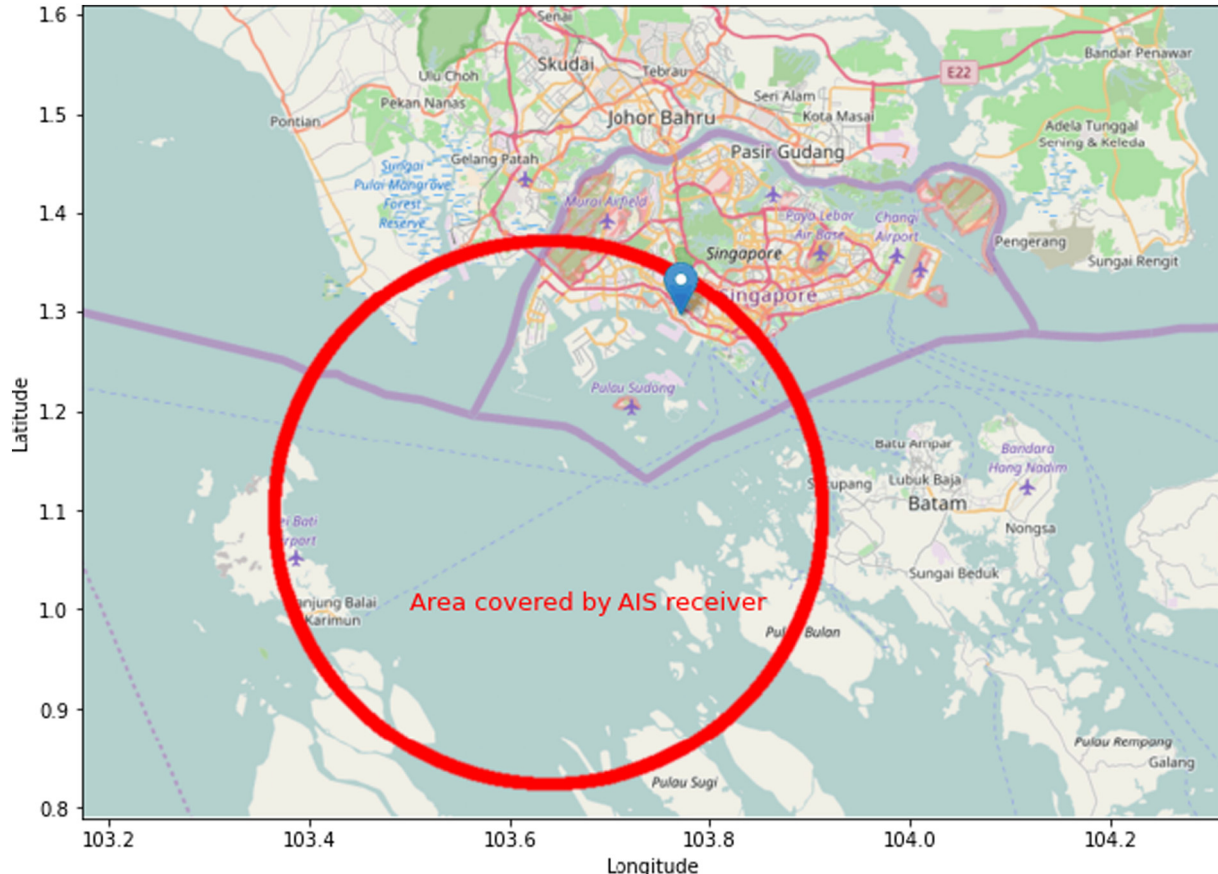 1.6
1.5
1.4
1.3
1.2
1.1
1.0
0.9
0.8
Latitude
103.2
103.4
103.6
103.8
104.0
104.2
Longitude
Senai
Skudai
Tebrau
Ulu Choh
Pekan Nanas
Pontian
Johor Bahru
Seri Alam
Kota Masai
E22
Bandar Penawar
Adela Tunggal
Sening & Keleda
Gelang Patah
Pasir Gudang
Sungai
Pulai Mangrove
Forest
Reserve
Murai Airfield
Paya Lebar
Air Base
Changi
Airport
Singapore
Pengerang
Sungai Rengit
Singapore
Pulau Sudong
Batu Ampar
Bandara
Hang Nadim
Lubuk Baja
Batam
Nongsa
Sungai Beduk
ei Bati
rport
anjung Balai
Karimun
Area covered by AIS receiver
Bulan
Pulau Sugi
Pulau Rempang
Galang